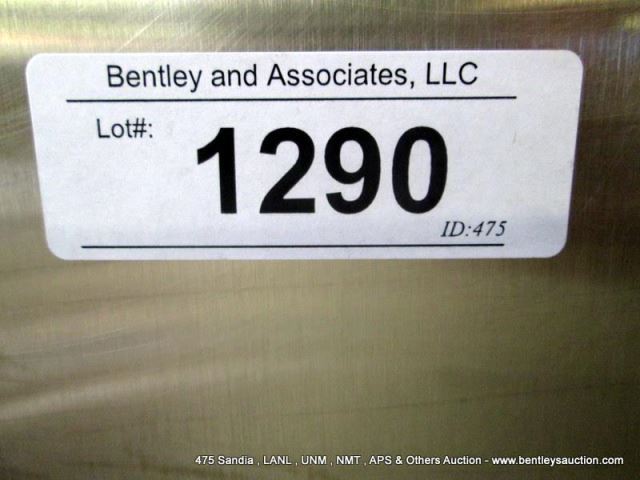 Bentley and Associates, LLC
Lot#:
1290
ID:475
475 Sandia , LANL , UNM , NMT , APS & Others Auction - www.bentleysauction.com